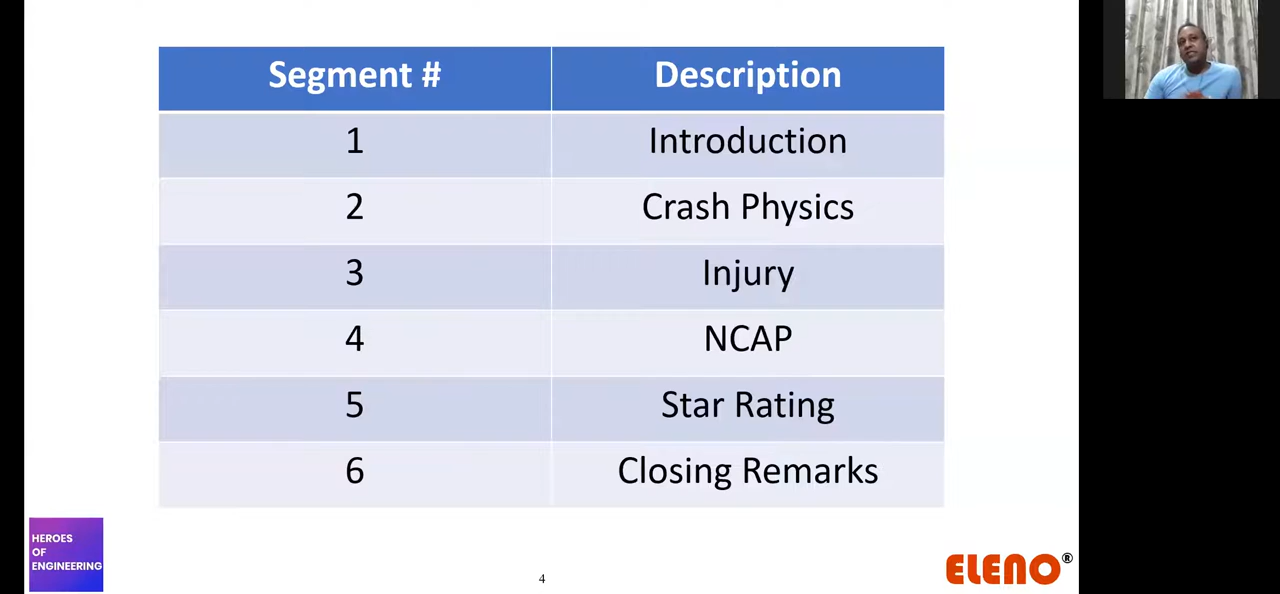 Segment # Description
1 Introduction
2 Crash Physics
3 Injury
4 NCAP
5 Star Rating
6 Closing Remarks
HEROES
OF
ENGINEERING
4
ELENO®